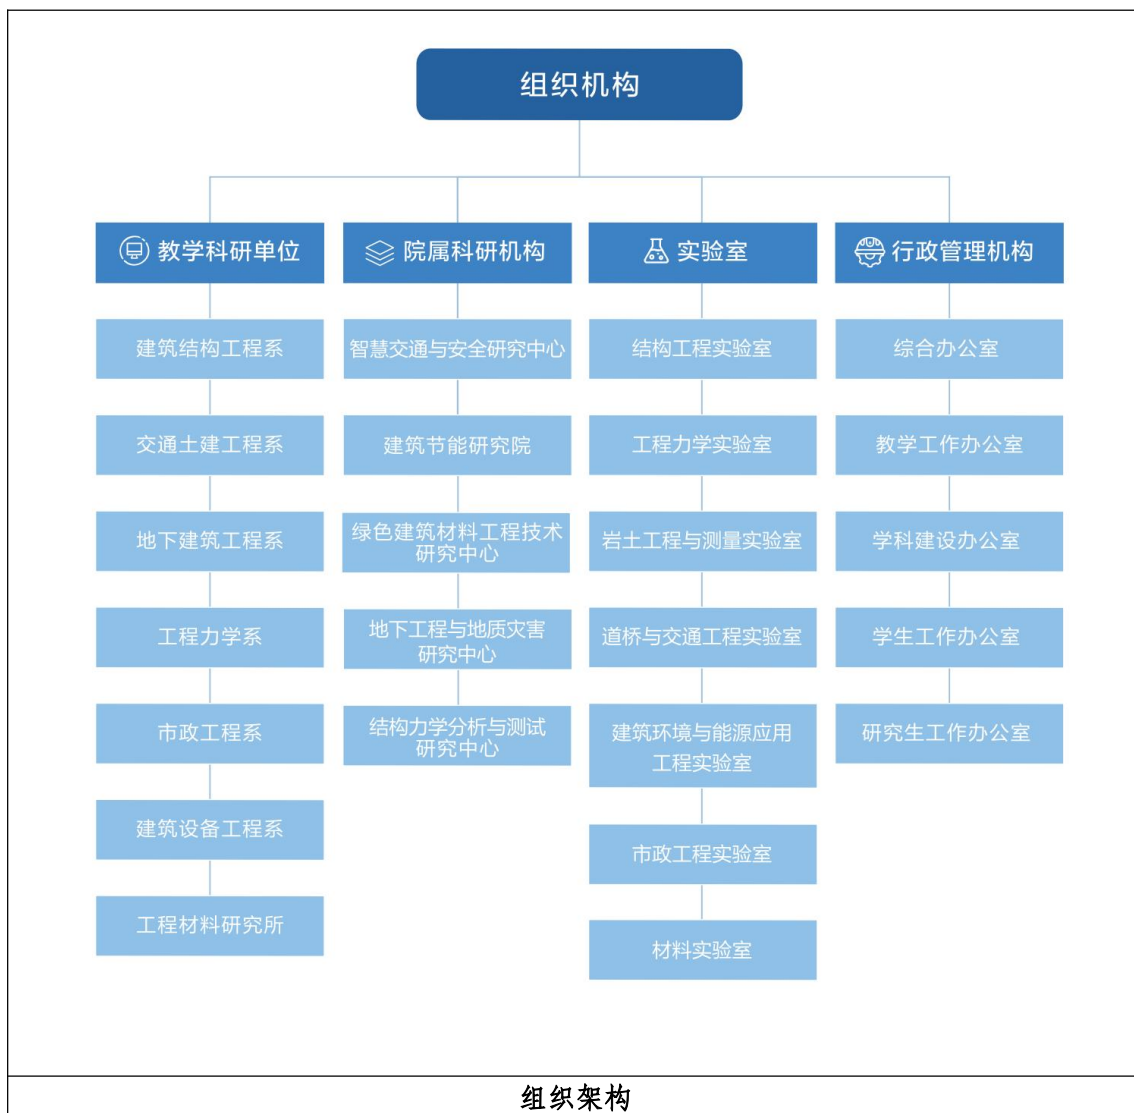 组织机构
教学科研单位
建筑结构工程系
交通土建工程系
地下建筑工程系
工程力学系
市政工程系
建筑设备工程系
工程材料研究所
院属科研机构
智慧交通与安全研究中心
建筑节能研究院
绿色建筑材料工程技术
研究中心
地下工程与地质灾害
研究中心
结构力学分析与测试
研究中心
实验室
结构工程实验室
工程力学实验室
岩土工程与测量实验室
道桥与交通工程实验室
建筑环境与能源应用
工程实验室
市政工程实验室
材料实验室
行政管理机构
综合办公室
教学工作办公室
学科建设办公室
学生工作办公室
研究生工作办公室
组织架构